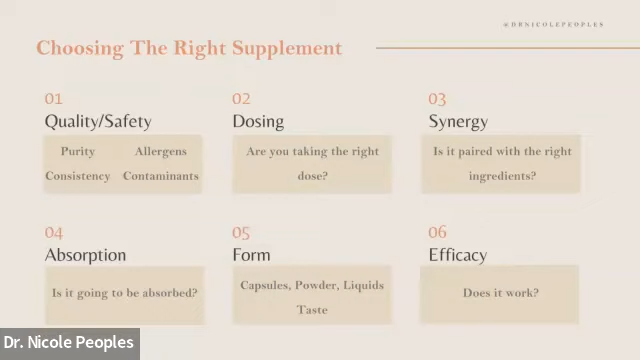 @DRNICOLEPEOPLES
Choosing The Right Supplement
01
Quality/Safety
Purity Allergens
Consistency Contaminants
02
Dosing
Are you taking the right
dose?
03
Synergy
Is it paired with the right
ingredients?
04
Absorption
Is it going to be absorbed?
05
Form
Capsules, Powder, Liquids
Taste
06
Efficacy
Does it work?
Dr. Nicole Peoples